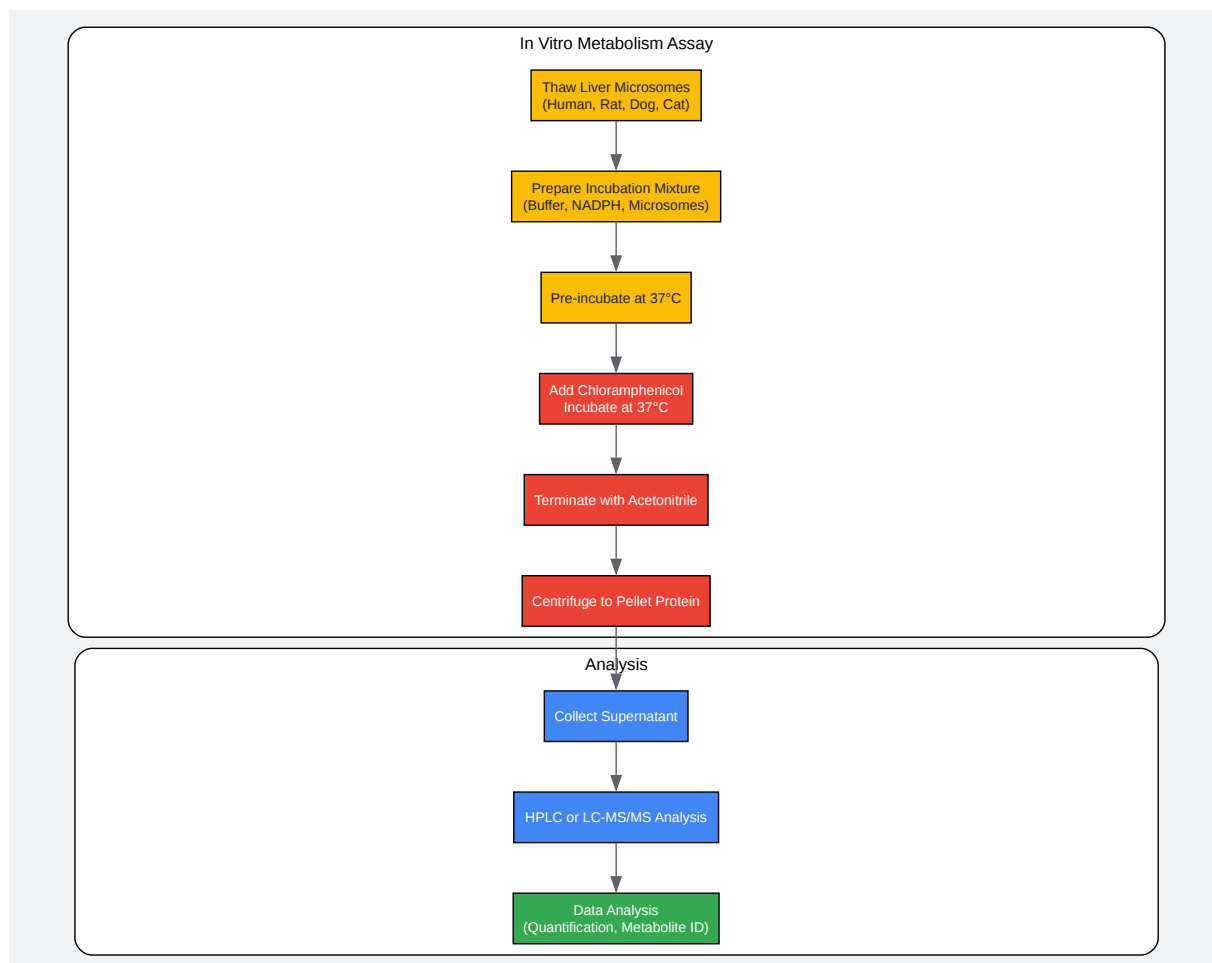 In Vitro Metabolism Assay
Thaw Liver Microsomes
(Human, Rat, Dog, Cat)
Prepare Incubation Mixture
(Buffer, NADPH, Microsomes)
Pre-incubate at 37°C
Add Chloramphenicol
Incubate at 37°C
Terminate with Acetonitrile
Centrifuge to Pellet Protein
Analysis
Collect Supernatant
HPLC or LC-MS/MS Analysis
Data Analysis
(Quantification, Metabolite ID)